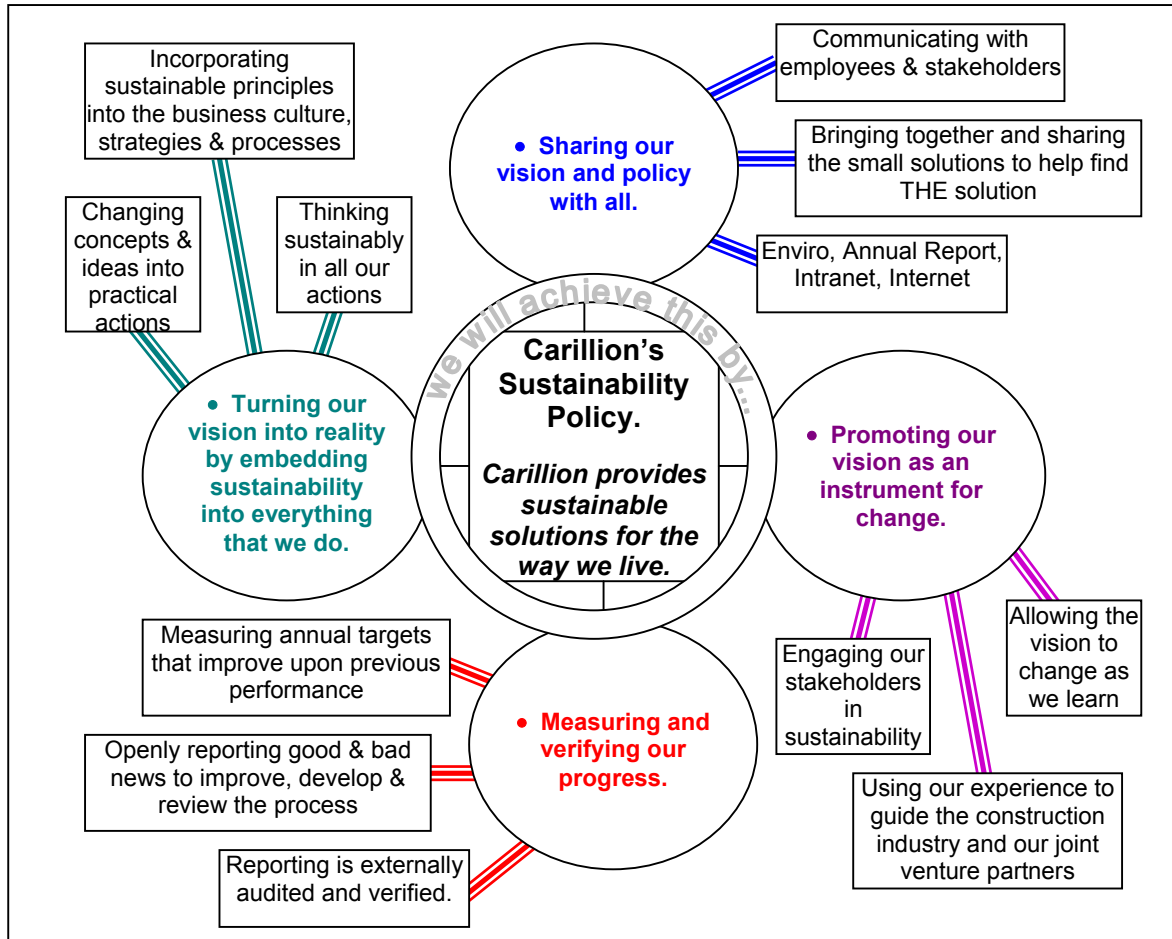 Incorporating
sustainable principles
into the business culture,
strategies & processes
Changing
concepts &
ideas into
practical
actions
Thinking
sustainably
in all our
actions
• Turning our
vision into reality
by embedding
sustainability
into everything
that we do.
• Sharing our
vision and policy
with all.
Communicating with
employees & stakeholders
Bringing together and sharing
the small solutions to help find
THE solution
Enviro, Annual Report,
Intranet, Internet
we will achieve this by...
Carillion’s
Sustainability
Policy.
Carillion provides
sustainable
solutions for the
way we live.
• Promoting our
vision as an
instrument for
change.
Engaging our
stakeholders
in
sustainability
Allowing the
vision to
change as
we learn
Using our experience to
guide the construction
industry and our joint
venture partners
• Measuring and
verifying our
progress.
Measuring annual targets
that improve upon previous
performance
Openly reporting good & bad
news to improve, develop &
review the process
Reporting is externally
audited and verified.